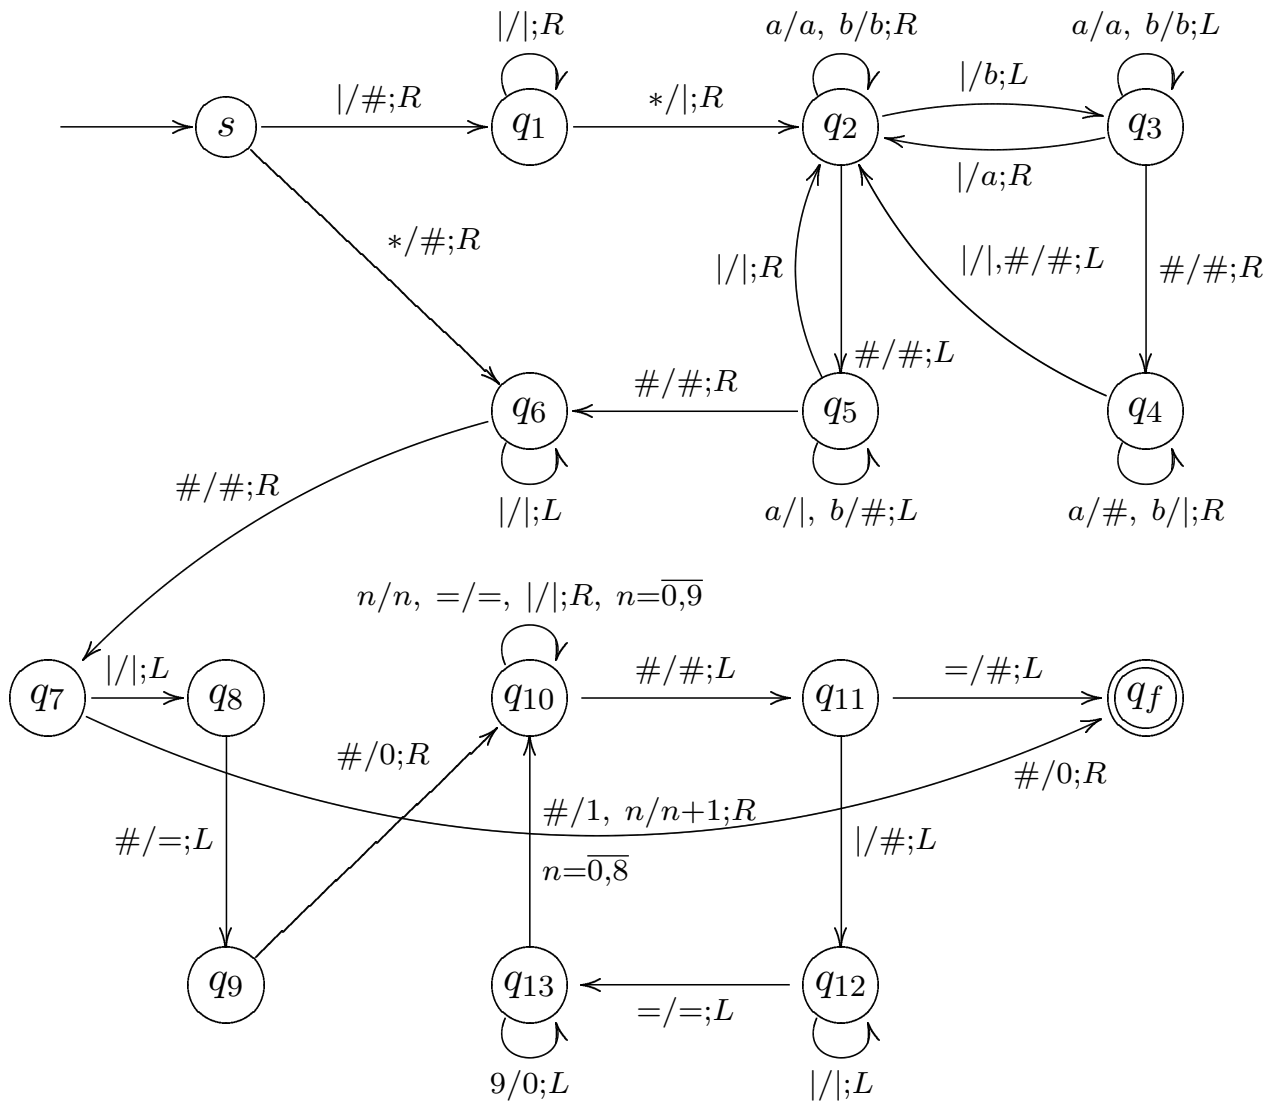 |/|;R
a/a, b/b;R
a/a, b/b;L
|/#;R
*/|;R
|/b;L
s
q1
q2
q3
|/a;R
*/#;R
|/|;R
|/|,#/#;L
#/#;R
#/#;L
#/#;R
q6
q5
q4
#/#;R
|/|;L
a/|, b/#;L
a/#, b/|;R
n/n, =/=, |/|;R, n=0,9
|/|;L
#/#;L
=/#;L
q7
q8
q10
q11
qf
#/0;R
#/0;R
#/1, n/n+1;R
#/=;L
|/#;L
n=0,8
q9
q13
q12
=/=;L
9/0;L
|/|;L